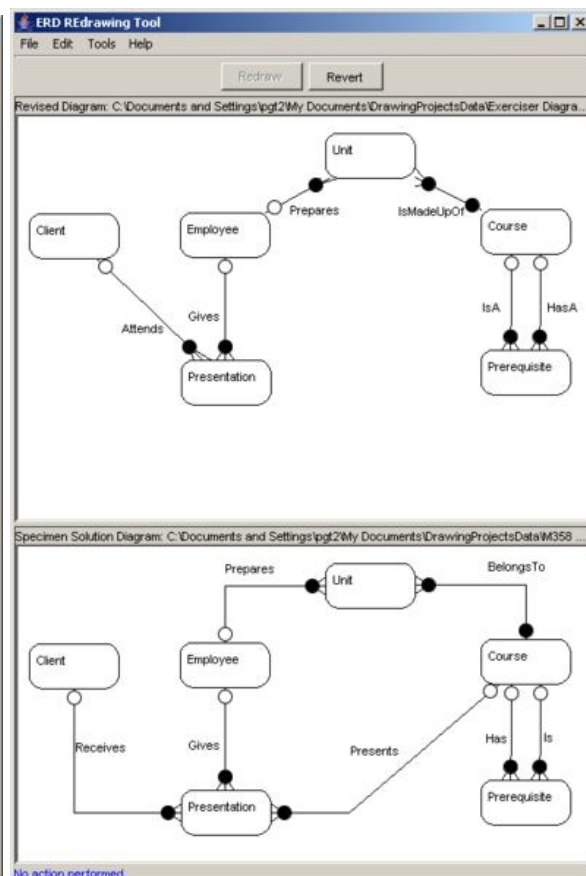 ERD REdrawing Tool
File Edit Tools Help
Redraw Revert
Revised Diagram: C:\Documents and Settings\pgt2\My Documents\DrawingProjectsData\Exerciser Diagra...
Unit
Prepares
IsMadeUpOf
Client
Employee
Course
Gives
IsA
HasA
Attends
Presentation
Prerequisite
Specimen Solution Diagram: C:\Documents and Settings\pgt2\My Documents\DrawingProjectsData\M358 ...
Prepares
BelongsTo
Unit
Client
Employee
Course
Receives
Gives
Presents
Has
Is
Presentation
Prerequisite
No action performed